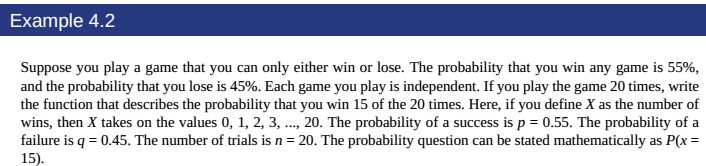 Example 4.2
Suppose you play a game that you can only either win or lose. The probability that you win any game is 55%,
and the probability that you lose is 45%. Each game you play is independent. If you play the game 20 times, write
the function that describes the probability that you win 15 of the 20 times. Here, if you define X as the number of
wins, then X takes on the values 0, 1, 2, 3, ..., 20. The probability of a success is p = 0.55. The probability of a
failure is q = 0.45. The number of trials is n = 20. The probability question can be stated mathematically as P(x =
15).